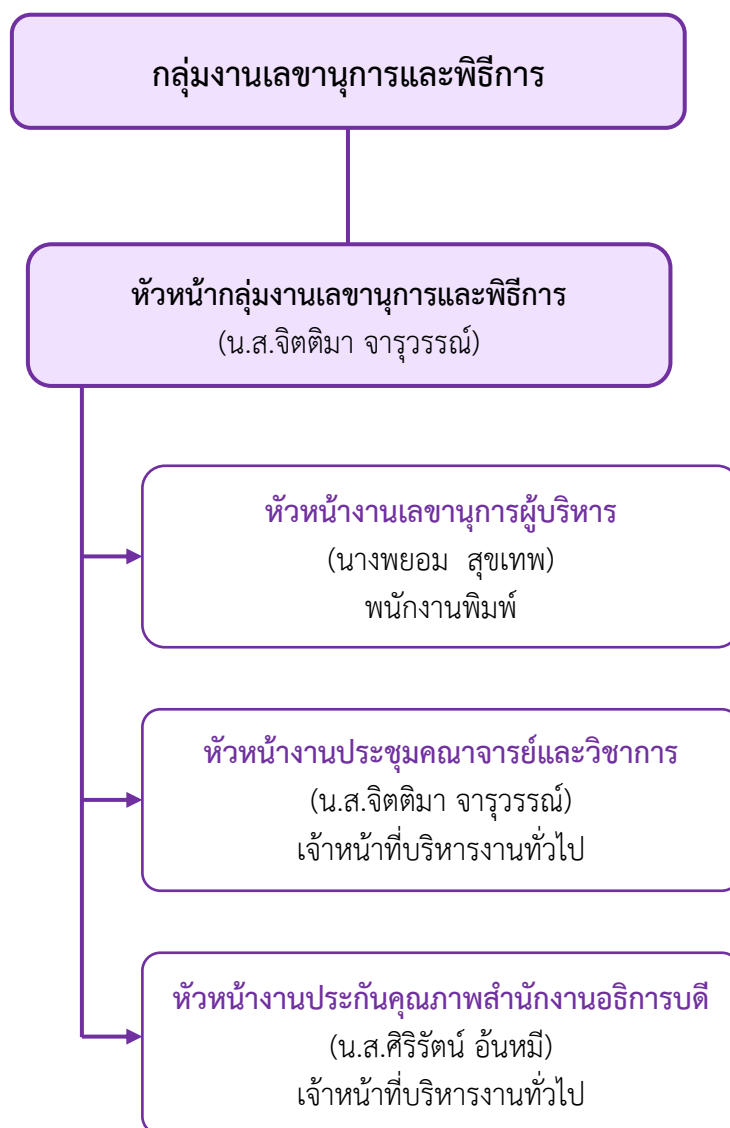 กลุ่มงานเลขานุการและพิธีการ
หัวหน้ากลุ่มงานเลขานุการและพิธีการ
(น.ส.จิตติมา จารุวรรณ์)
หัวหน้างานเลขานุการผู้บริหาร
(นางพยอม  สุขเทพ)
พนักงานพิมพ์
หัวหน้างานประชุมคณาจารย์และวิชาการ
(น.ส.จิตติมา จารุวรรณ์)
เจ้าหน้าที่บริหารงานทั่วไป
หัวหน้างานประกันคุณภาพสำนักงานอธิการบดี
(น.ส.ศิริรัตน์ อ้นหมี)
เจ้าหน้าที่บริหารงานทั่วไป